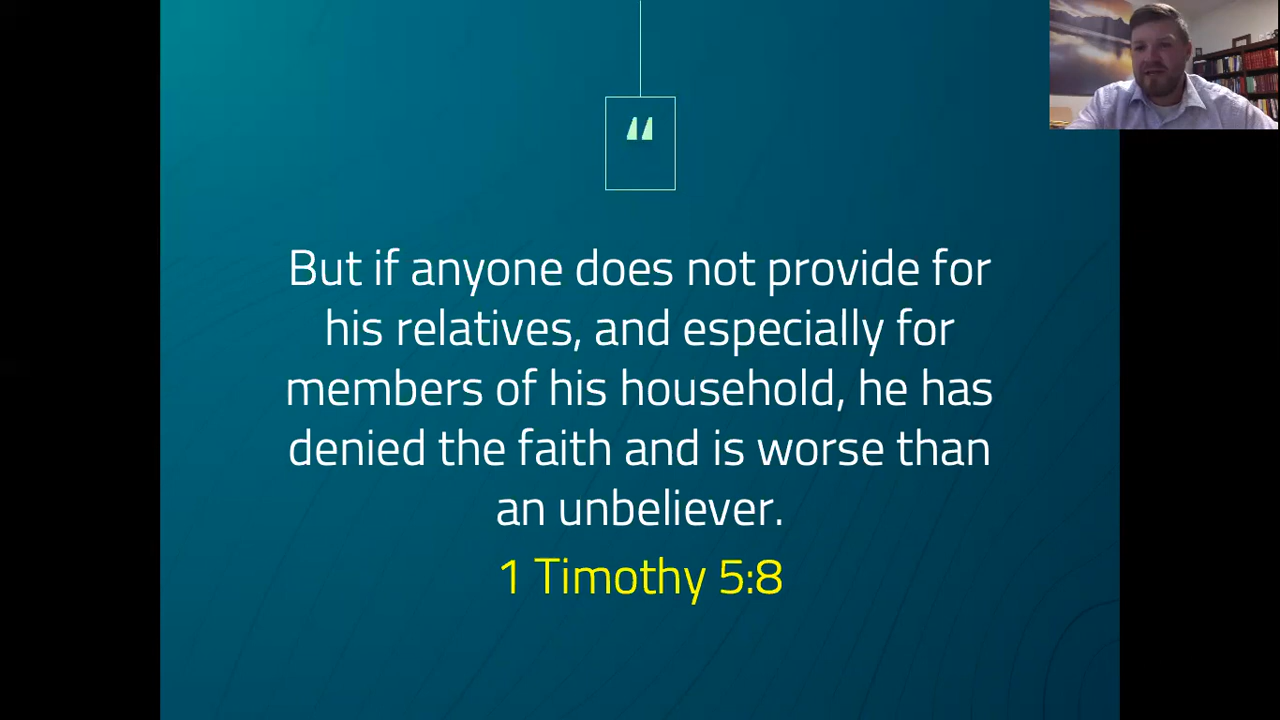 “
But if anyone does not provide for
his relatives, and especially for
members of his household, he has
denied the faith and is worse than
an unbeliever.
1 Timothy 5:8